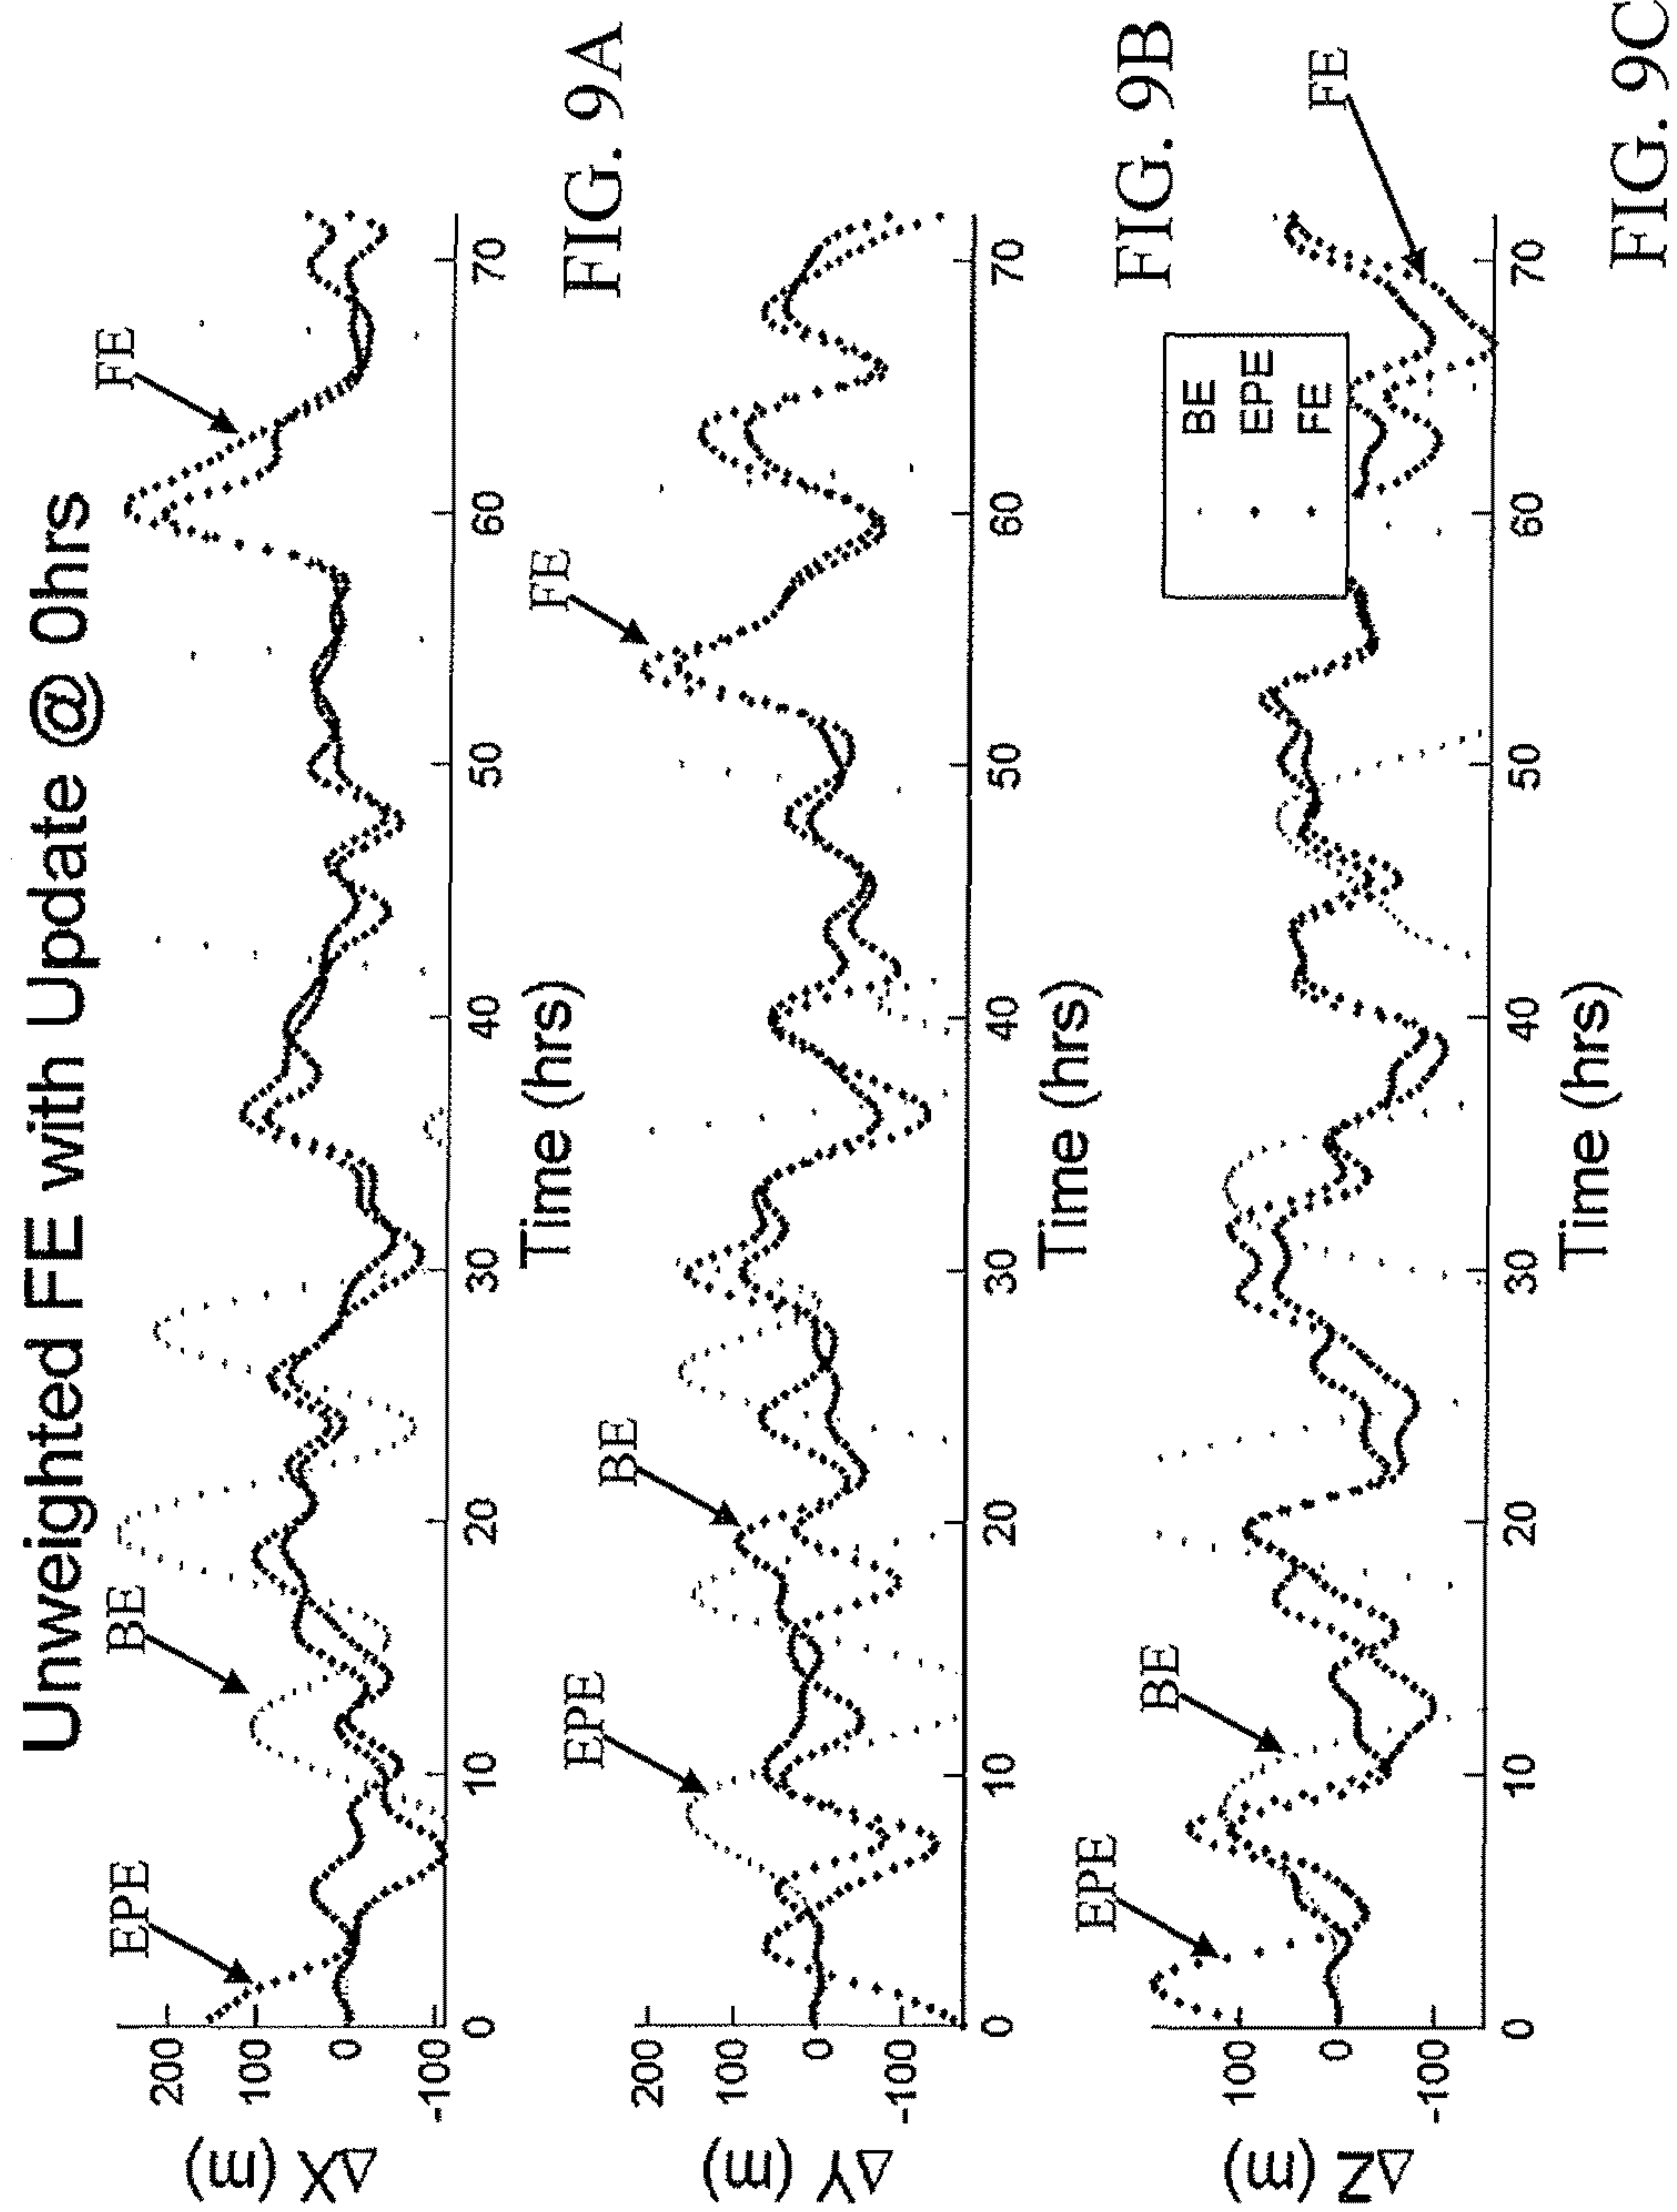 Unweighted FE with Update @ 0hrs
EPE
BE
FE
ΔX (m)
200
100
0
-100
0
10
20
30
40
50
60
70
Time (hrs)
FIG. 9A
EPE
BE
FE
ΔY (m)
200
100
0
-100
0
10
20
30
40
50
60
70
Time (hrs)
FIG. 9B
EPE
BE
FE
BE
EPE
FE
ΔZ (m)
100
0
-100
0
10
20
30
40
50
60
70
Time (hrs)
FIG. 9C